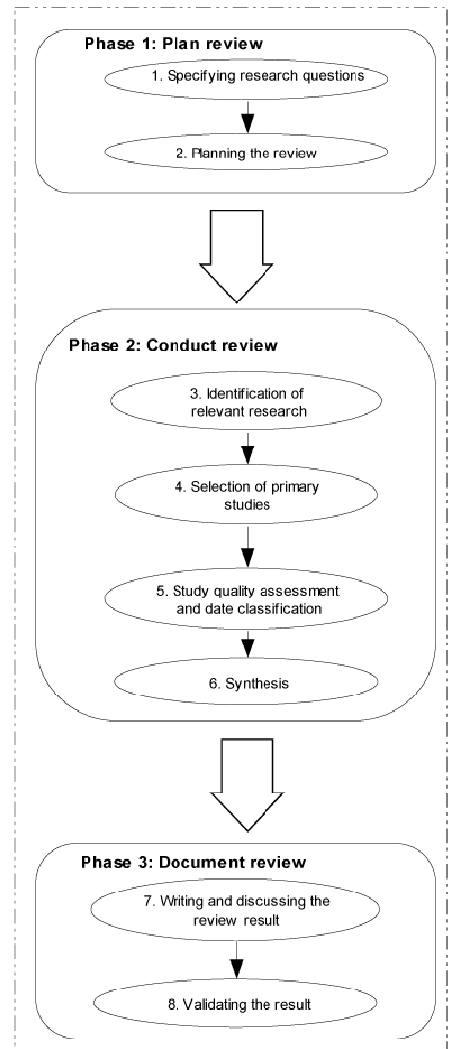 Phase 1: Plan review
1. Specifying research questions
2. Planning the review
Phase 2: Conduct review
3. Identification of
relevant research
4. Selection of primary
studies
5. Study quality assessment
and date classification
6. Synthesis
Phase 3: Document review
7. Writing and discussing the
review result
8. Validating the result